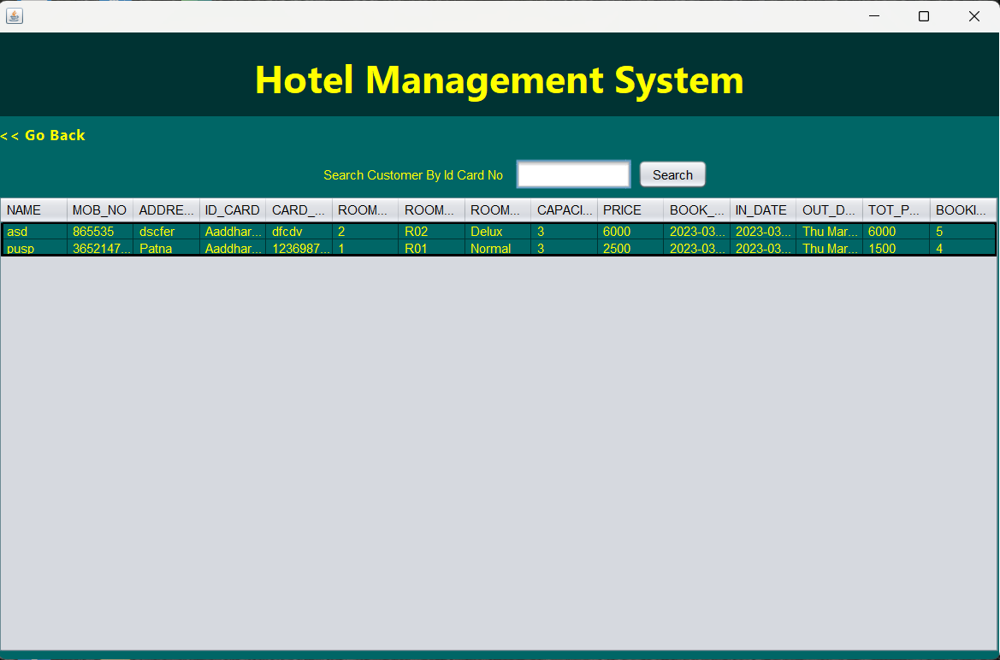 Hotel Management System
<< Go Back
Search Customer By Id Card No Search
NAME MOB_NO ADDRE... ID_CARD CARD_... ROOM... ROOM... ROOM... CAPACI... PRICE BOOK_... IN_DATE OUT_D... TOT_P... BOOKI...
asd 865535 dscfer Aaddhar... dfcdv 2 R02 Delux 3 6000 2023-03... 2023-03... Thu Mar... 6000 5
pusp 3652147... Patna Aaddhar... 1236987... 1 R01 Normal 3 2500 2023-03... 2023-03... Thu Mar... 1500 4